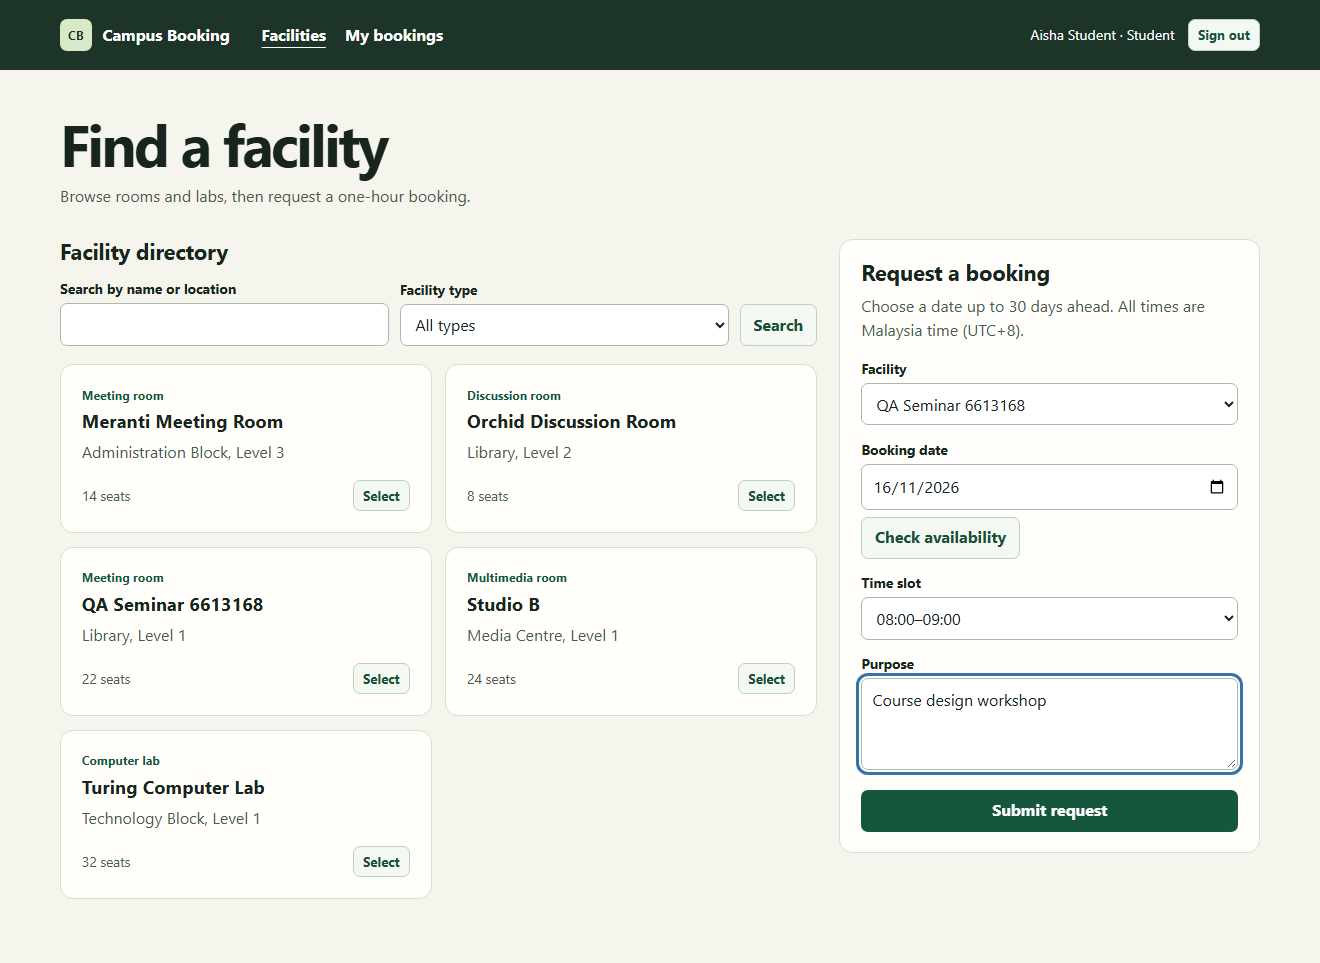 CB
Campus Booking
Facilities
My bookings
Aisha Student · Student
Sign out
Find a facility
Browse rooms and labs, then request a one-hour booking.
Facility directory
Search by name or location
Facility type
All types
Search
Meeting room
Meranti Meeting Room
Administration Block, Level 3
14 seats
Select
Discussion room
Orchid Discussion Room
Library, Level 2
8 seats
Select
Meeting room
QA Seminar 6613168
Library, Level 1
22 seats
Select
Multimedia room
Studio B
Media Centre, Level 1
24 seats
Select
Computer lab
Turing Computer Lab
Technology Block, Level 1
32 seats
Select
Request a booking
Choose a date up to 30 days ahead. All times are
Malaysia time (UTC+8).
Facility
QA Seminar 6613168
Booking date
16/11/2026
Check availability
Time slot
08:00–09:00
Purpose
Course design workshop
Submit request